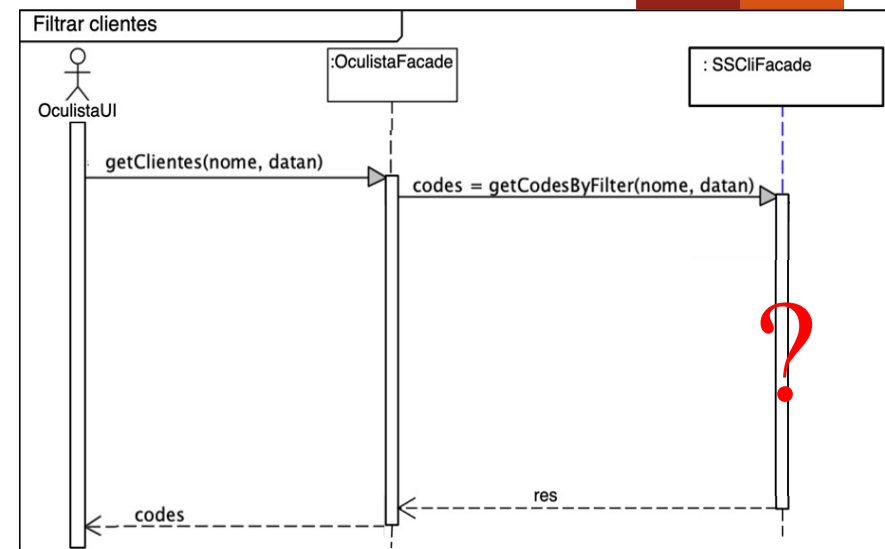 Filtrar clientes
OculistaUI
:OculistaFacade
: SSCliFacade
getClientes(nome, datan)
codes = getCodesByFilter(nome, datan)
?
res
codes